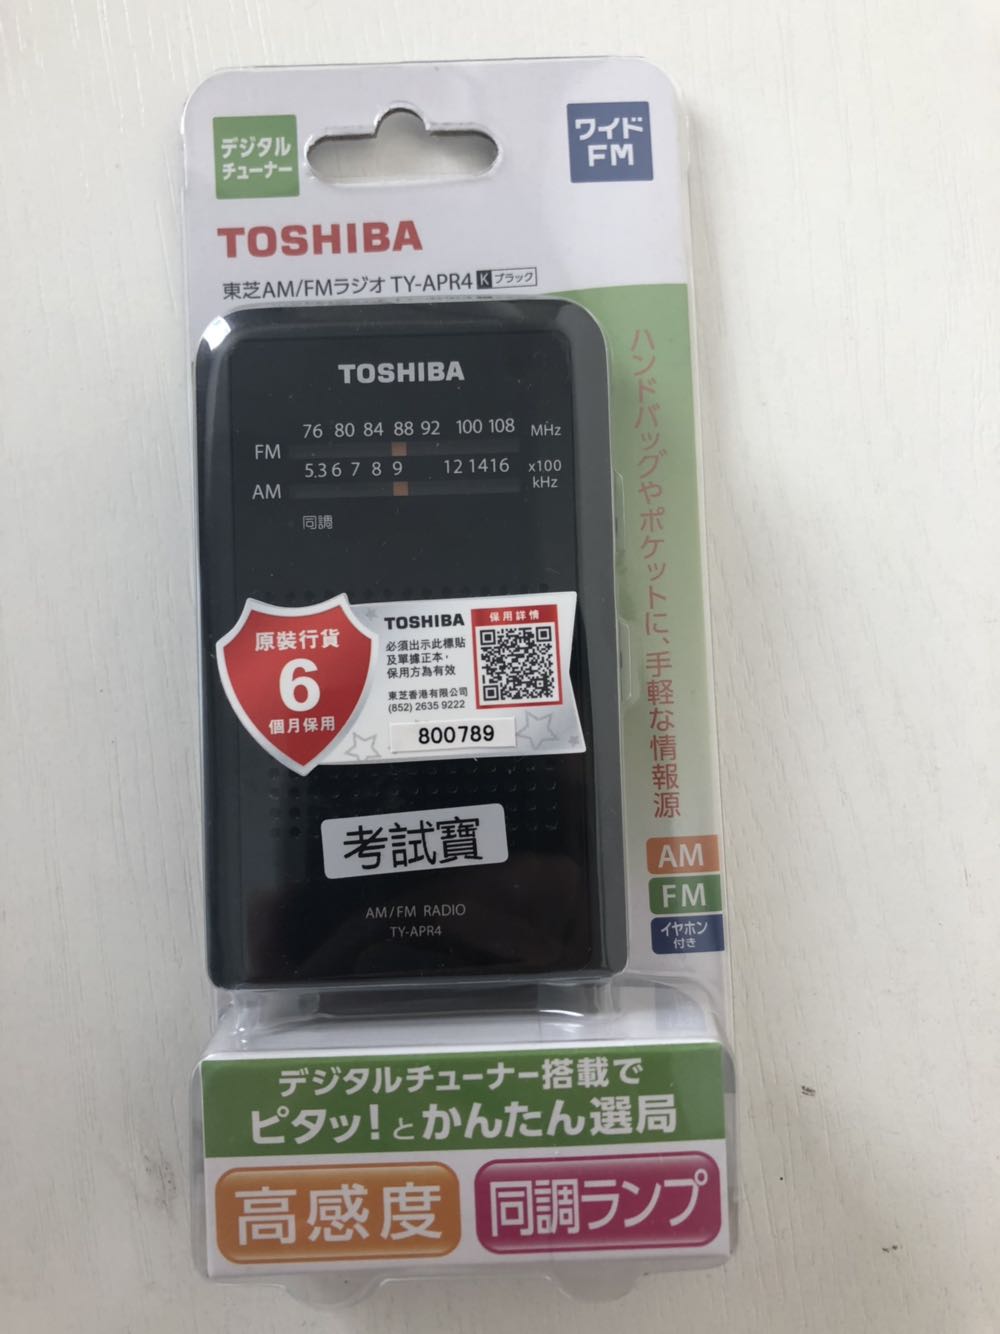 デジタル
チューナー
ワイド
FM
TOSHIBA
東芝AM/FMラジオ TY-APR4 K ブラック
TOSHIBA
76 80 84 88 92 100 108 MHz
FM
5.3 6 7 8 9 12 14 16 x100
kHz
AM
同調
ハンドバッグやポケットに、手軽な情報源
原裝行貨
6
個月保用
TOSHIBA
必須出示此標貼
及單據正本，
保用方為有效
東芝香港有限公司
(852) 2635 9222
保用詳情
800789
考試寶
AM/FM RADIO
TY-APR4
AM
FM
イヤホン
付き
デジタルチューナー搭載で
ピタッ!とかんたん選局
高感度
同調ランプ